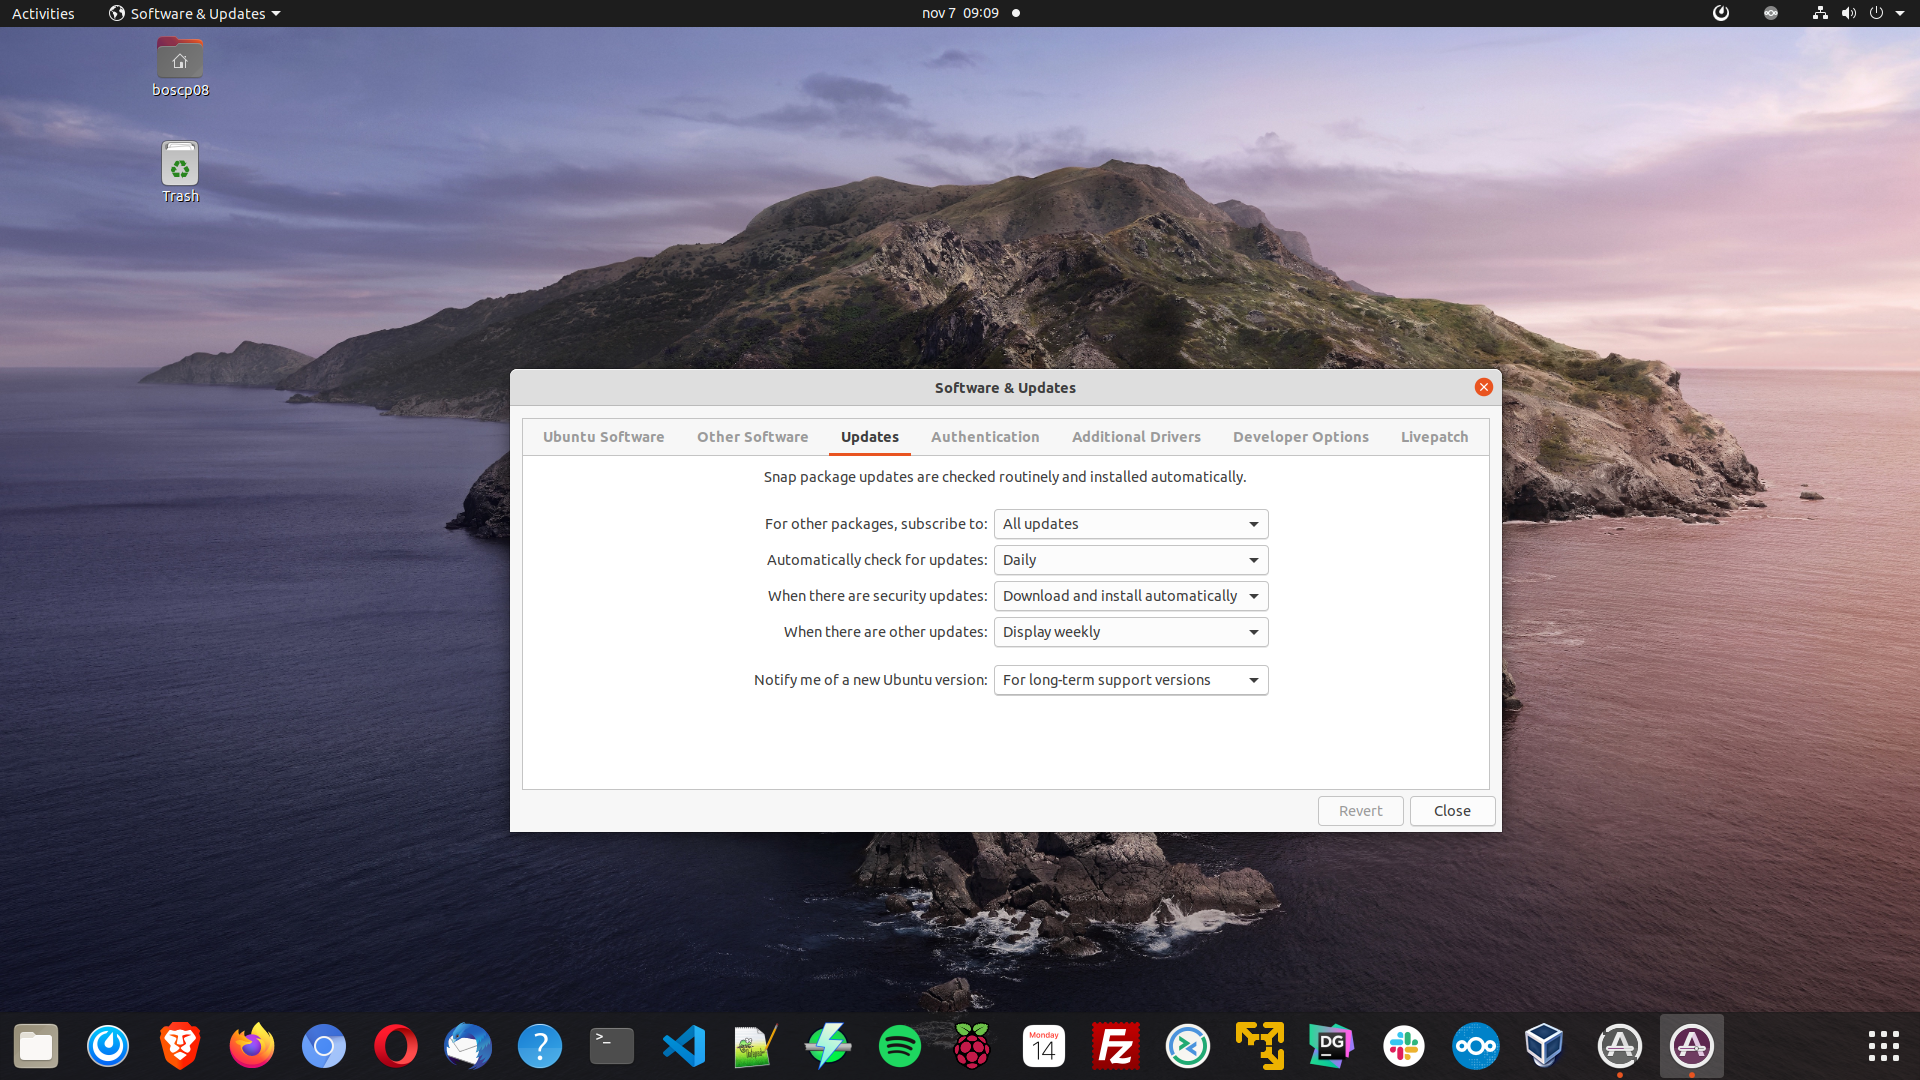 Activities
Software & Updates
nov 7 09:09
boscp08
Trash
Software & Updates
Ubuntu Software
Other Software
Updates
Authentication
Additional Drivers
Developer Options
Livepatch
Snap package updates are checked routinely and installed automatically.
For other packages, subscribe to: All updates
Automatically check for updates: Daily
When there are security updates: Download and install automatically
When there are other updates: Display weekly
Notify me of a new Ubuntu version: For long-term support versions
Revert
Close
?
>_
Monday
14
Fz
DG